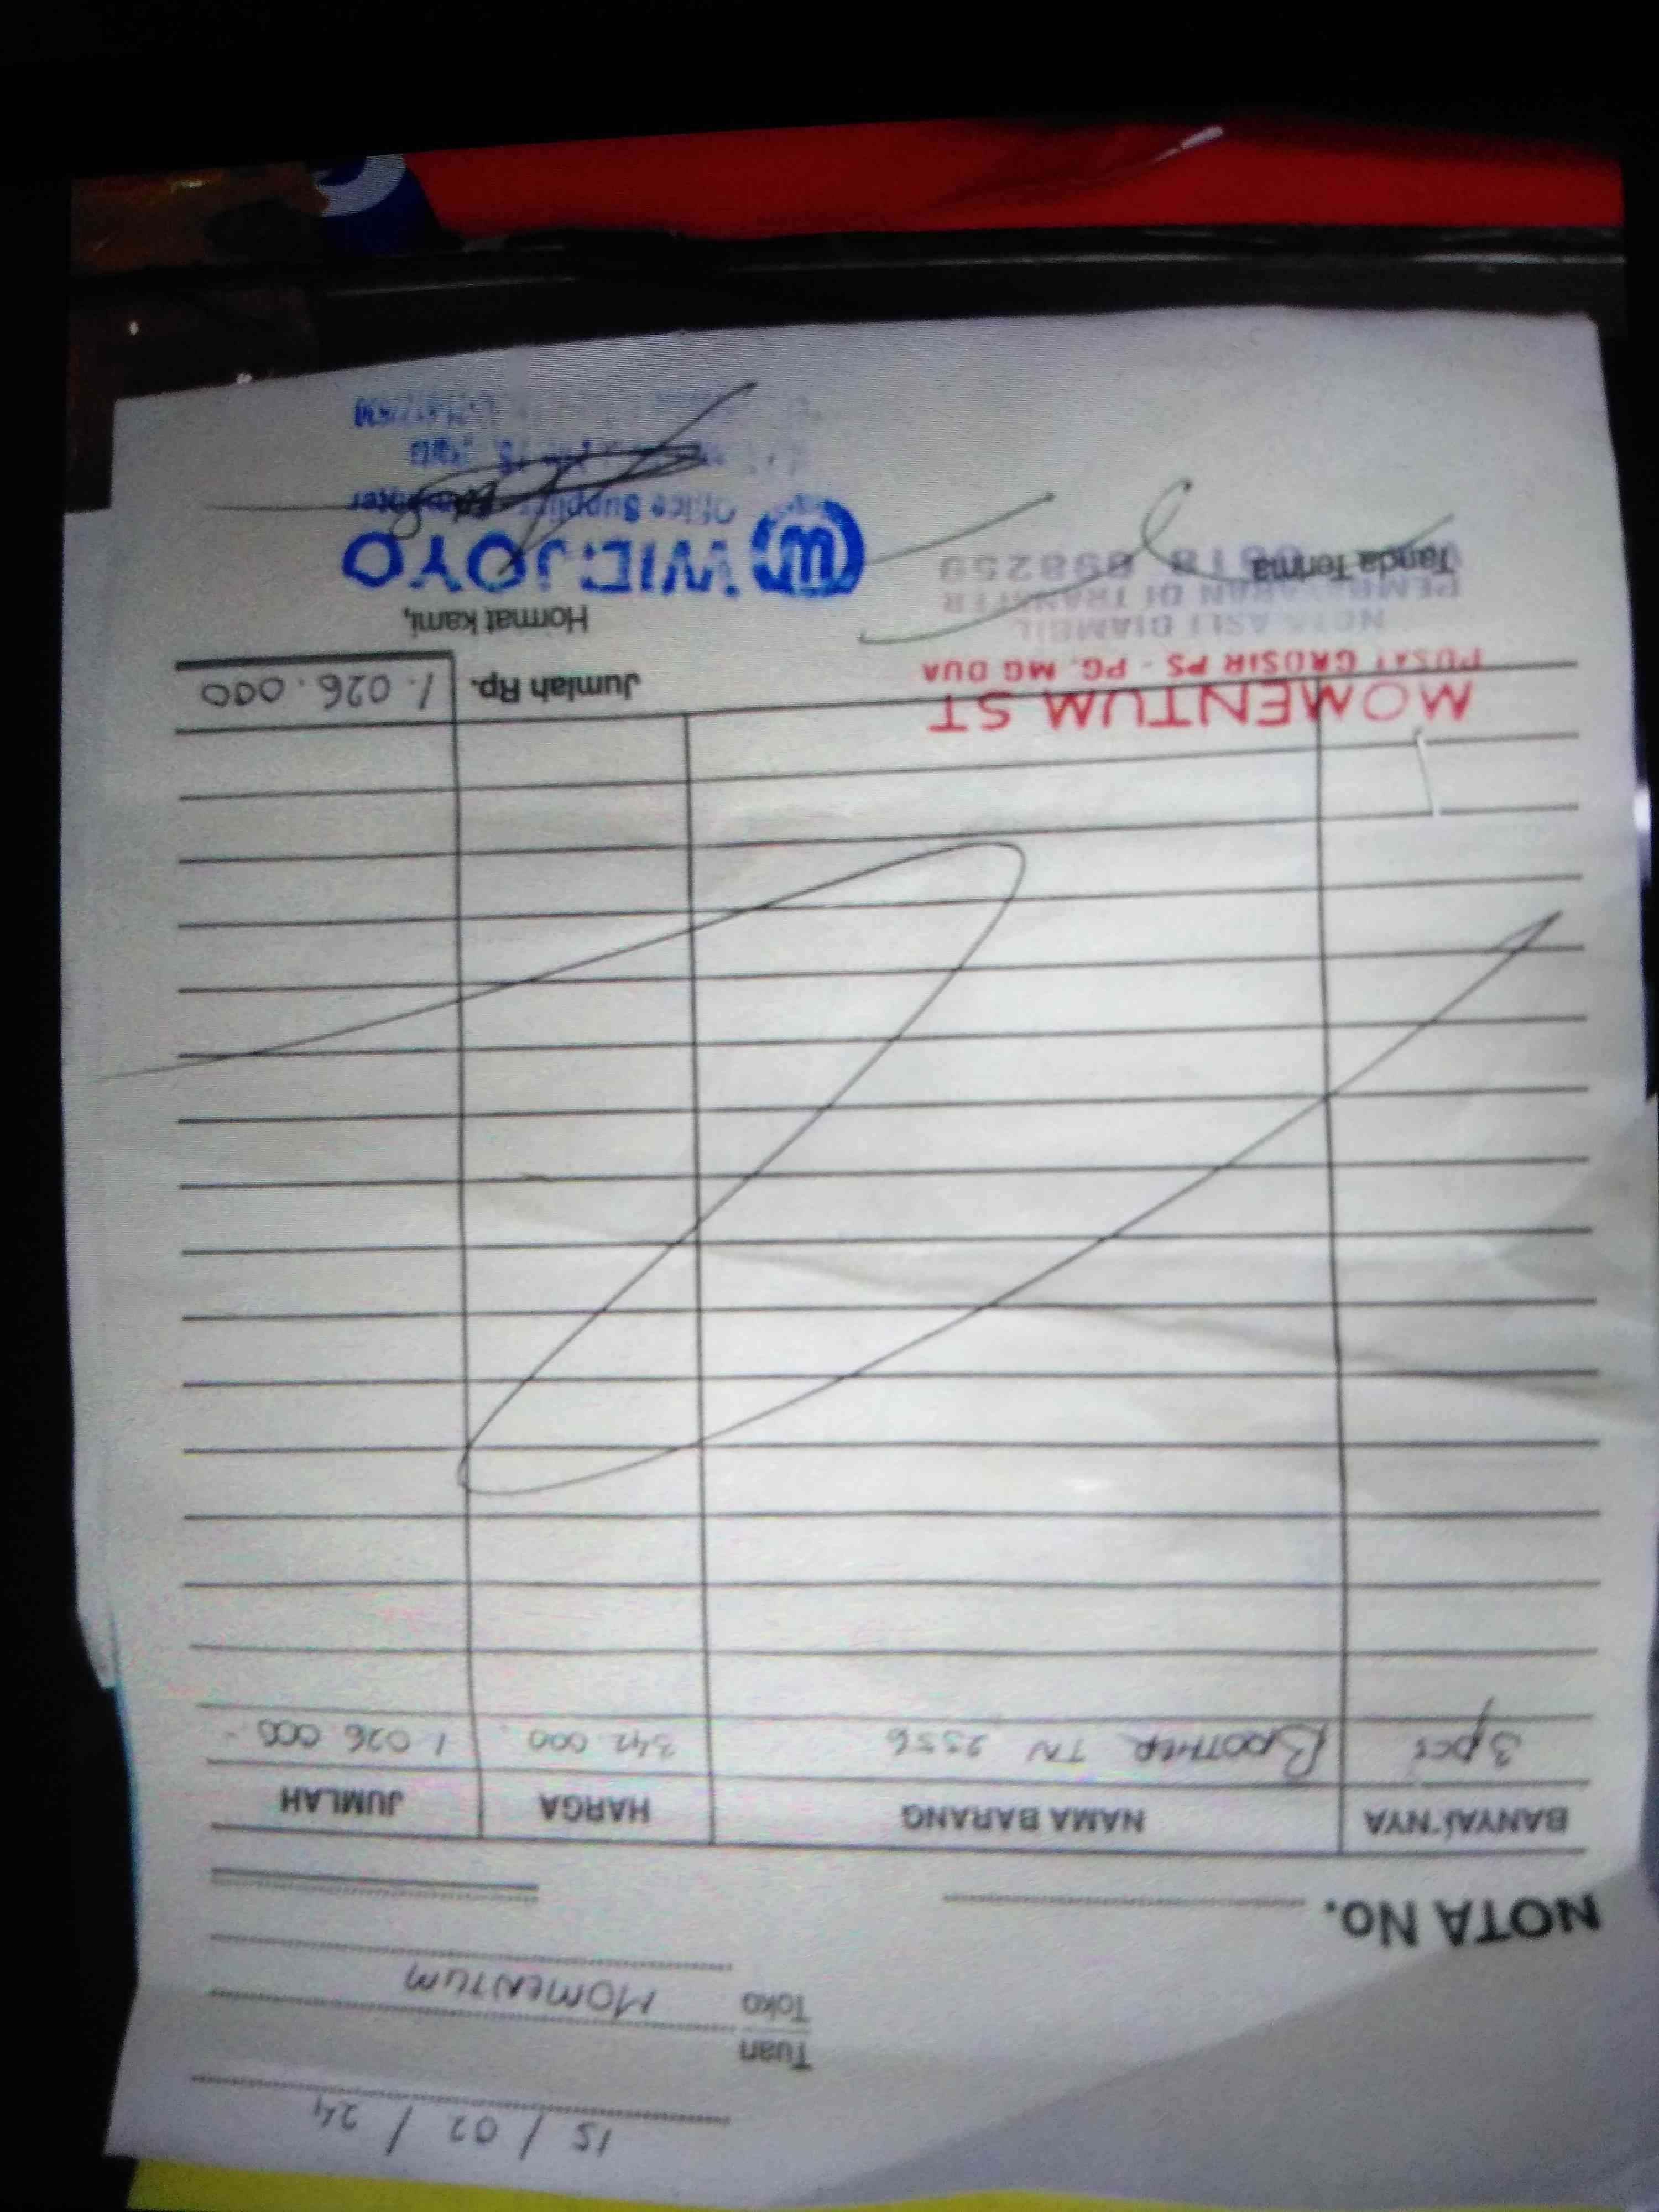 15 / 02 / 24
Tuan
Toko MOMENTUM
NOTA No.
BANYAK'NYA NAMA BARANG HARGA JUMLAH
3 pcs BROTHER TN 2356 342.000 1.026.000
Jumlah Rp. 1.026.000
MOMENTUM ST
PUSAT GROSIR PS - PG. MG DUA
NOTA ASLI DIAMBIL
PEMBAYARAN DI TRANSFER
Tanda Terima
Hormat kami,
WIDJOYO
Office Supplier